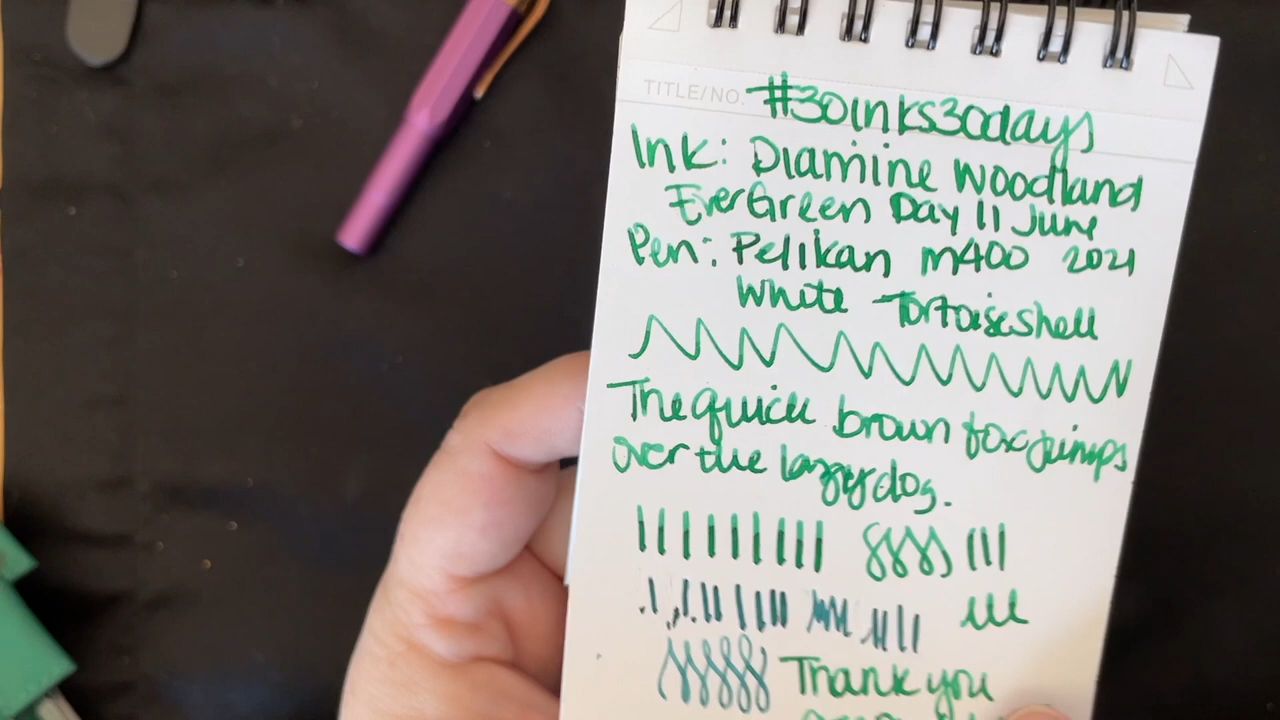 TITLE/NO. #30inks30days
Ink: Diamine Woodland
EverGreen Day 11 June
Pen: Pelikan m400 2021
White Tortoiseshell
The quick brown fox jumps
over the lazy dog.
Thank you